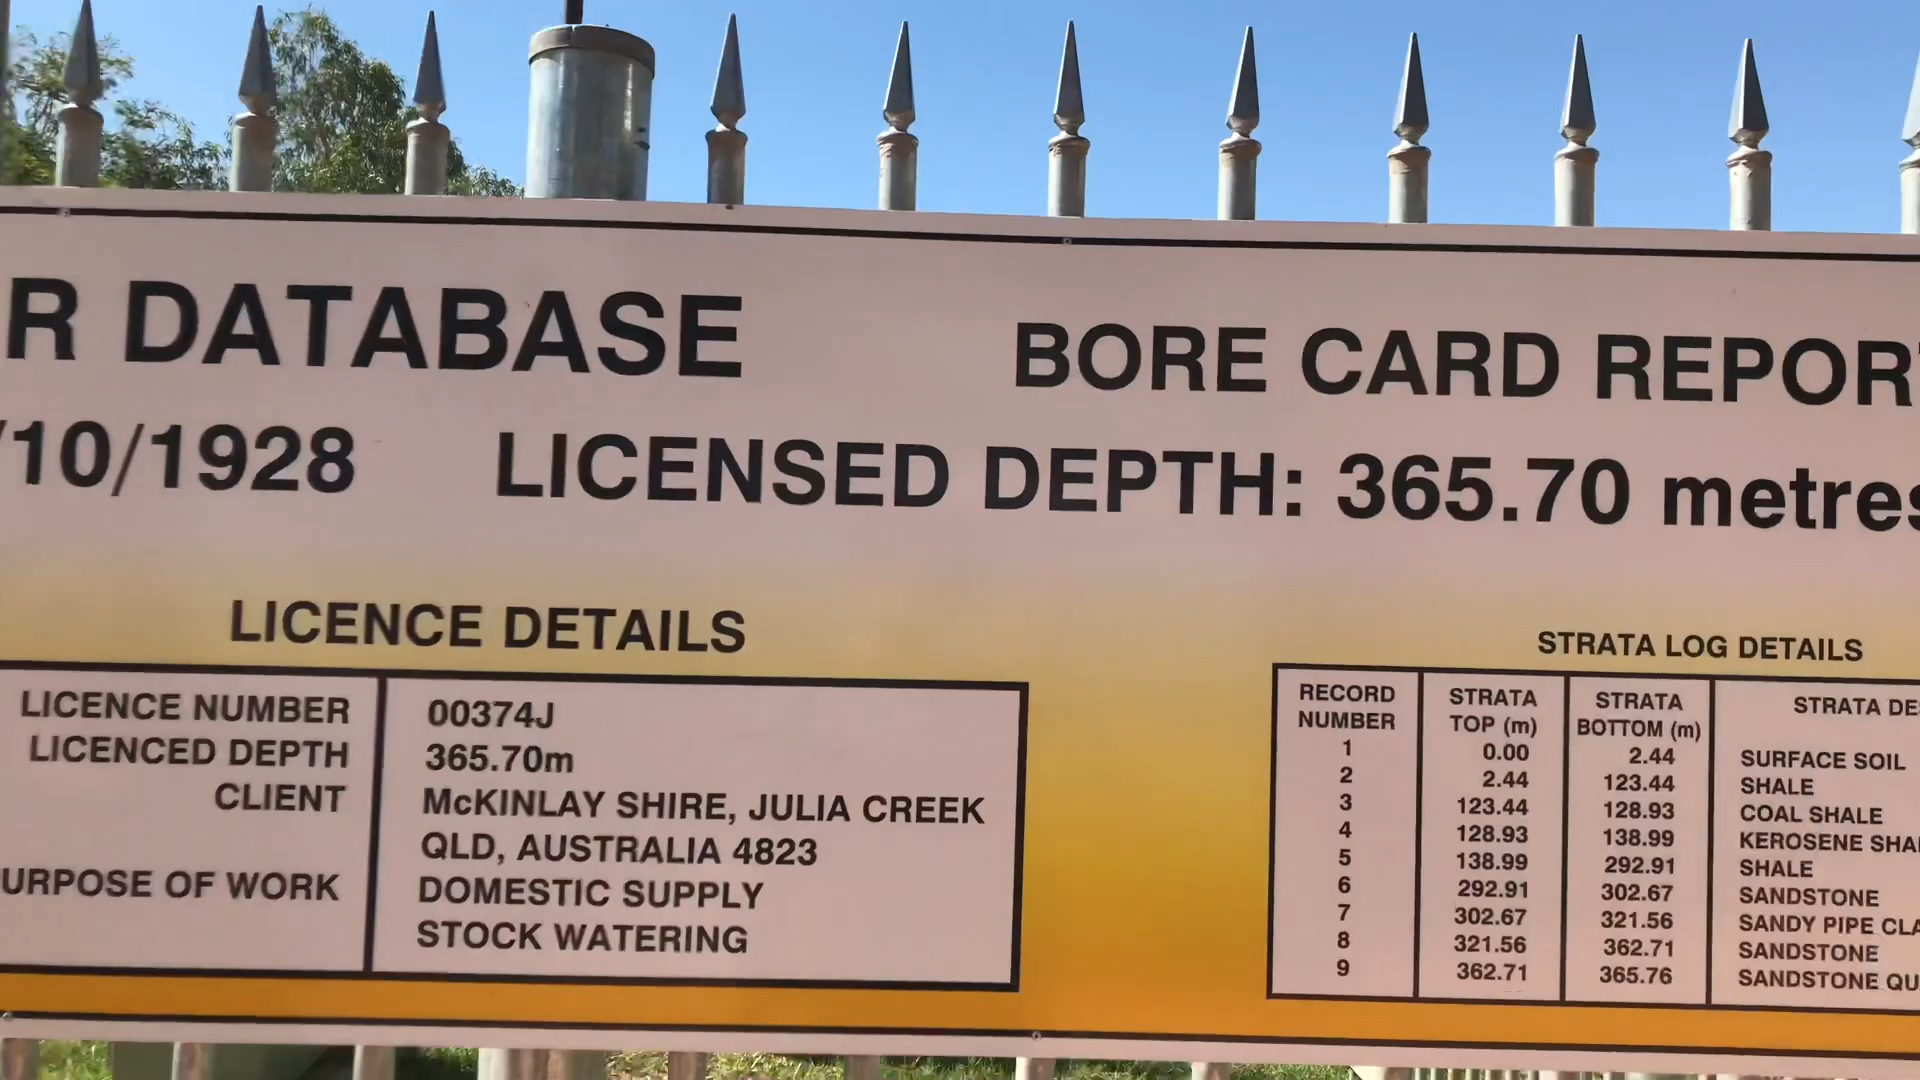 R DATABASE BORE CARD REPORT
/10/1928 LICENSED DEPTH: 365.70 metres
LICENCE DETAILS
LICENCE NUMBER 00374J
LICENCED DEPTH 365.70m
CLIENT McKINLAY SHIRE, JULIA CREEK
QLD, AUSTRALIA 4823
URPOSE OF WORK DOMESTIC SUPPLY
STOCK WATERING
STRATA LOG DETAILS
RECORD NUMBER STRATA TOP (m) STRATA BOTTOM (m) STRATA DE
1 0.00 2.44 SURFACE SOIL
2 2.44 123.44 SHALE
3 123.44 128.93 COAL SHALE
4 128.93 138.99 KEROSENE SHA
5 138.99 292.91 SHALE
6 292.91 302.67 SANDSTONE
7 302.67 321.56 SANDY PIPE CLA
8 321.56 362.71 SANDSTONE
9 362.71 365.76 SANDSTONE QU